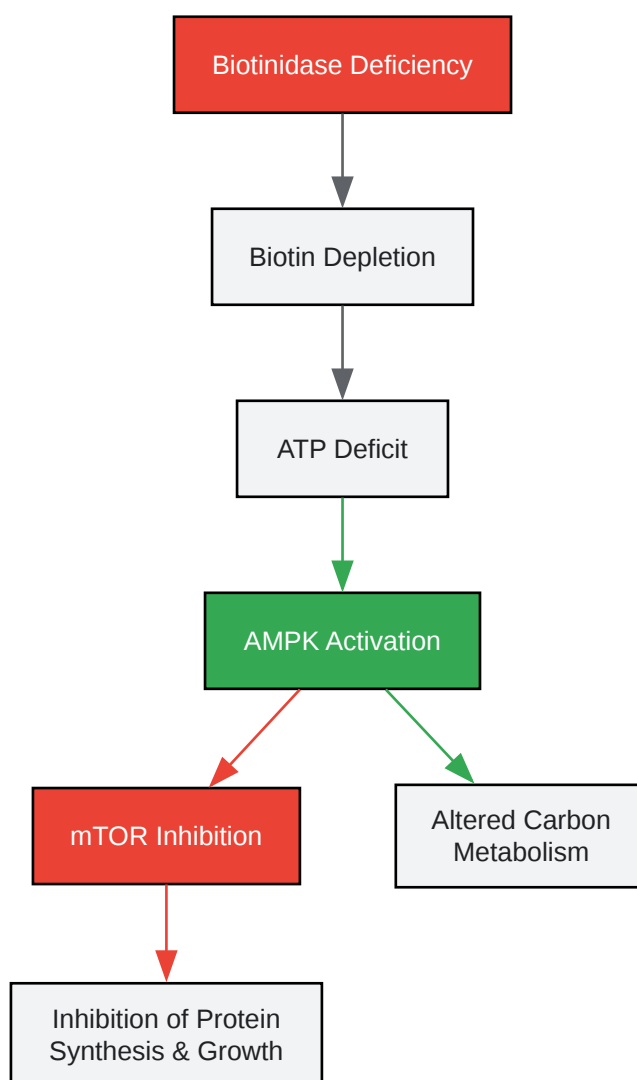 Biotinidase Deficiency
Biotin Depletion
ATP Deficit
AMPK Activation
mTOR Inhibition
Altered Carbon
Metabolism
Inhibition of Protein
Synthesis & Growth